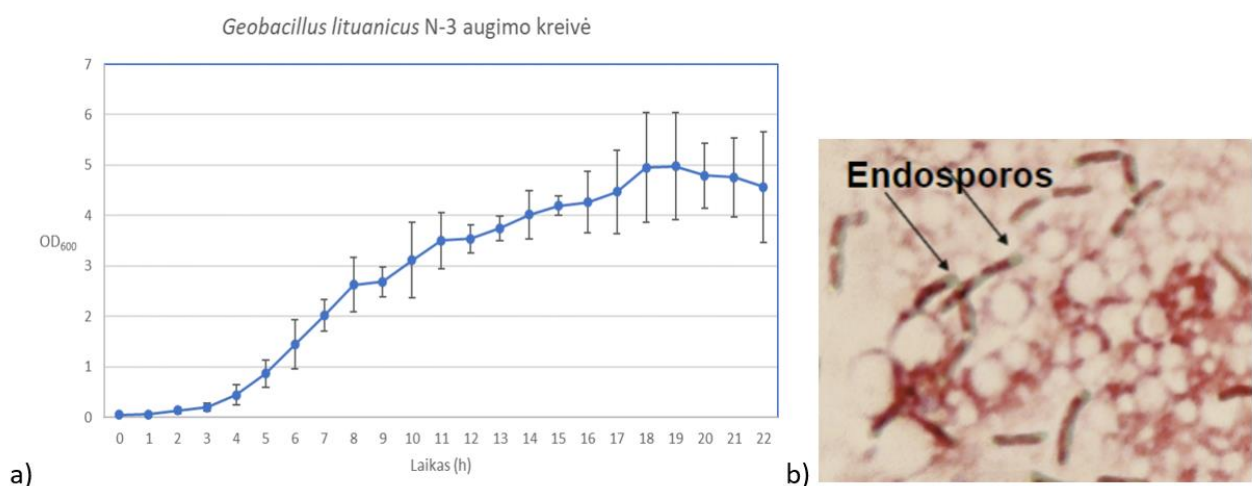 Geobacillus lituanicus N-3 augimo kreivė
7
6
5
4
3
2
1
0
OD600
0 1 2 3 4 5 6 7 8 9 10 11 12 13 14 15 16 17 18 19 20 21 22
Laikas (h)
a)
Endosporos
b)